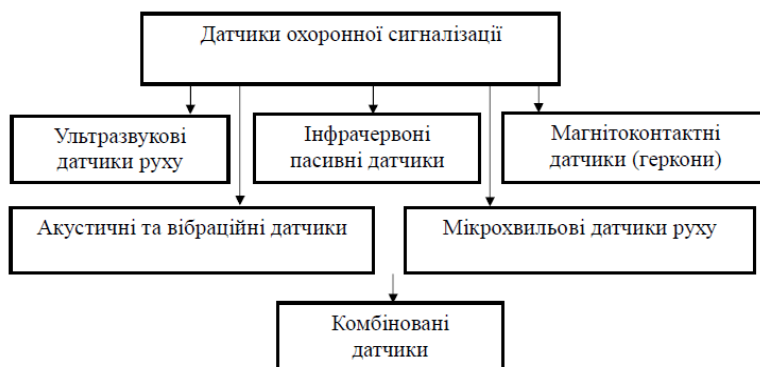 Датчики охоронної сигналізації
Ультразвукові
датчики руху
Інфрачервоні
пасивні датчики
Магнітоконтактні
датчики (геркони)
Акустичні та вібраційні датчики
Мікрохвильові датчики руху
Комбіновані
датчики